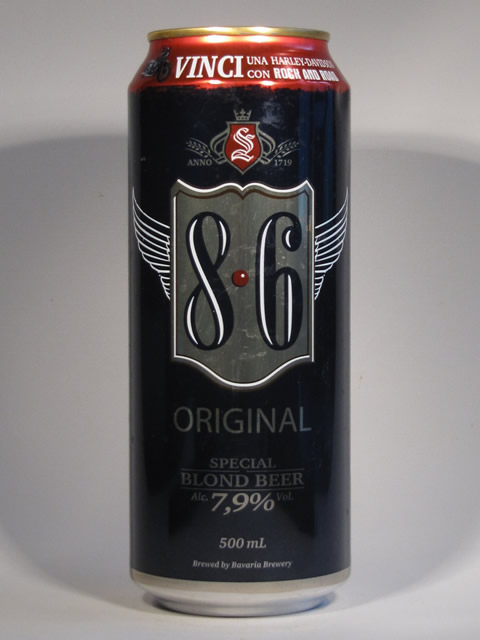 VINCI UNA HARLEY-DAVIDSON
CON ROCK AND ROAD
S
ANNO 1719
8·6
ORIGINAL
SPECIAL
BLOND BEER
Alc. 7,9% Vol.
500 mL
Brewed by Bavaria Brewery